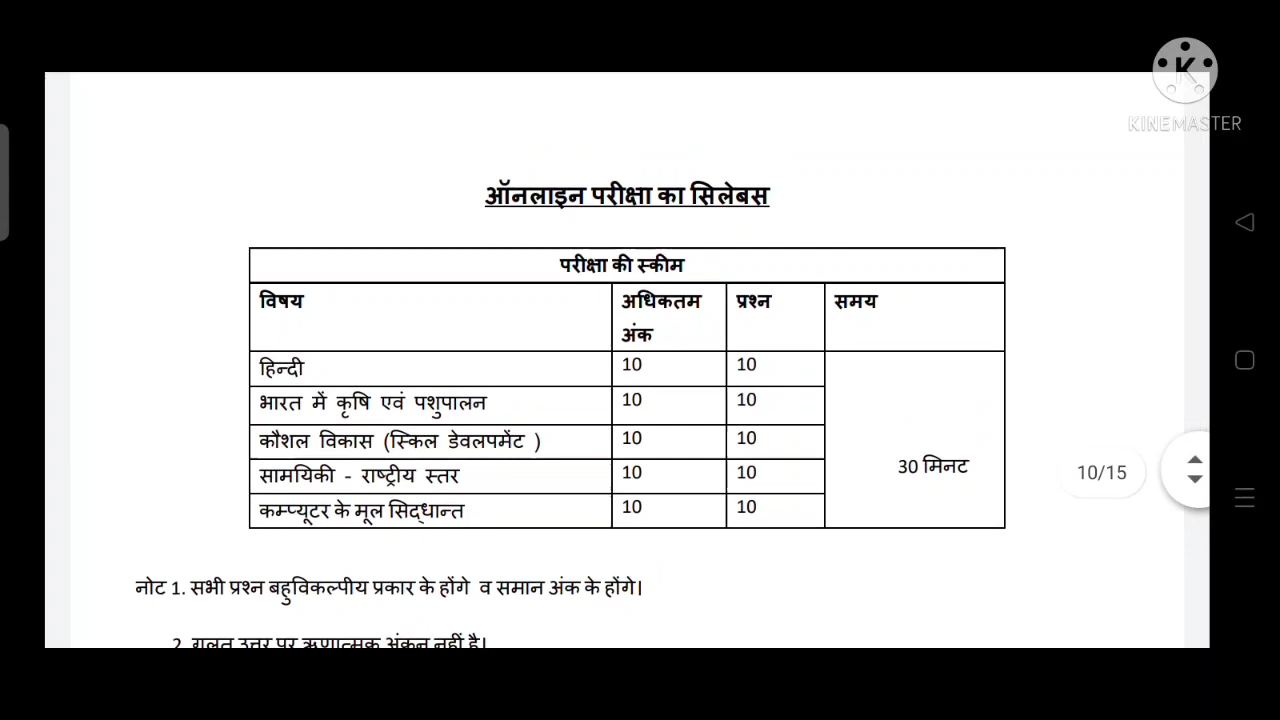 K
KINEMASTER
ऑनलाइन परीक्षा का सिलेबस
परीक्षा की स्कीम
विषय अधिकतम अंक प्रश्न समय
हिन्दी 10 10
भारत में कृषि एवं पशुपालन 10 10
कौशल विकास (स्किल डेवलपमेंट ) 10 10
सामयिकी - राष्ट्रीय स्तर 10 10
30 मिनट
कम्प्यूटर के मूल सिद्धान्त 10 10
10/15
नोट 1. सभी प्रश्न बहुविकल्पीय प्रकार के होंगे व समान अंक के होंगे।
2. गलत उत्तर पर ऋणात्मक अंकन नहीं है।